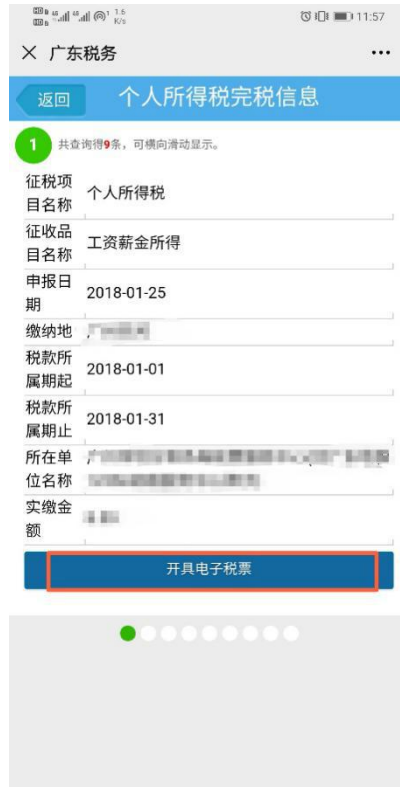 1.6
K/s
11:57
× 广东税务
返回
个人所得税完税信息
1
共查询得9条，可横向滑动显示。
征税项
目名称
个人所得税
征收品
目名称
工资薪金所得
申报日
期
2018-01-25
缴纳地
税款所
属期起
2018-01-01
税款所
属期止
2018-01-31
所在单
位名称
实缴金
额
开具电子税票